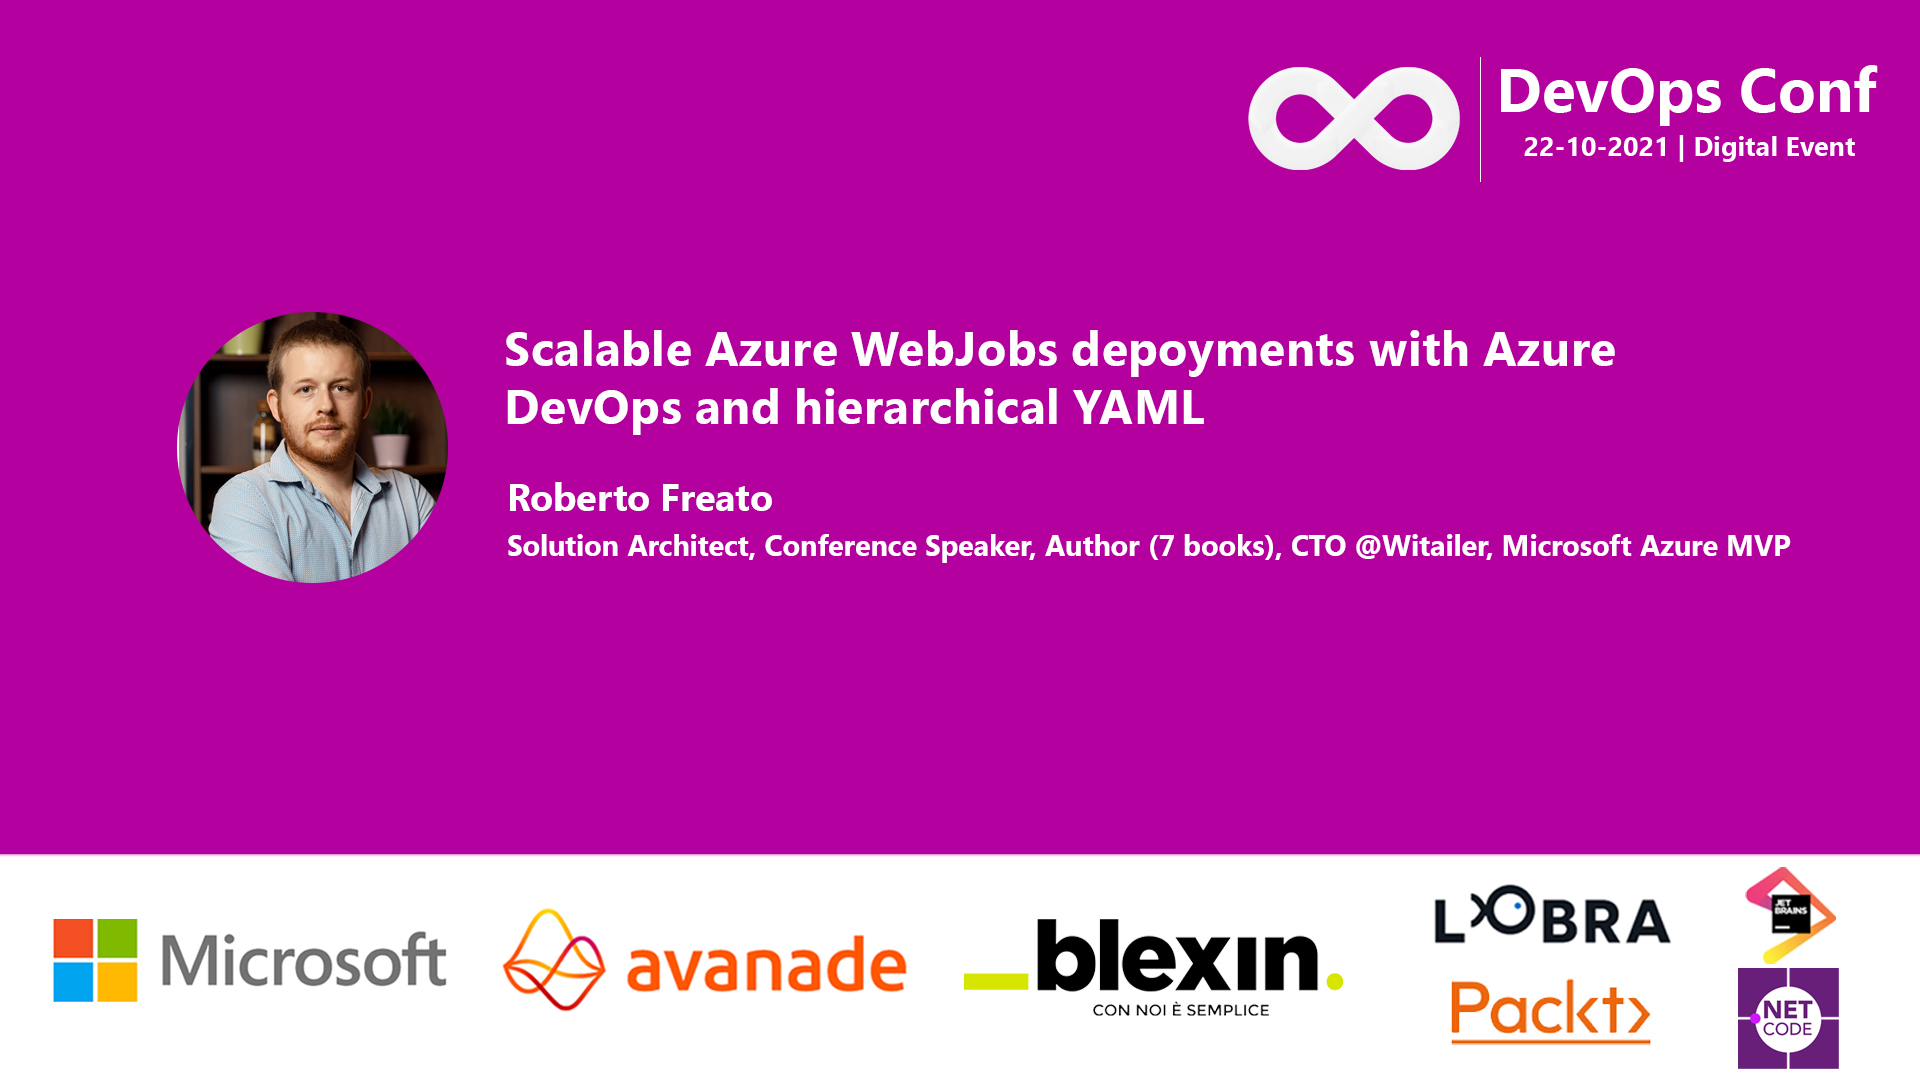 DevOps Conf
22-10-2021 | Digital Event
Scalable Azure WebJobs depoyments with Azure
DevOps and hierarchical YAML
Roberto Freato
Solution Architect, Conference Speaker, Author (7 books), CTO @Witailer, Microsoft Azure MVP
Microsoft
avanade
blexın.
CON NOI È SEMPLICE
LOBRA
JET
BRAINS
Packt>
NET
CODE